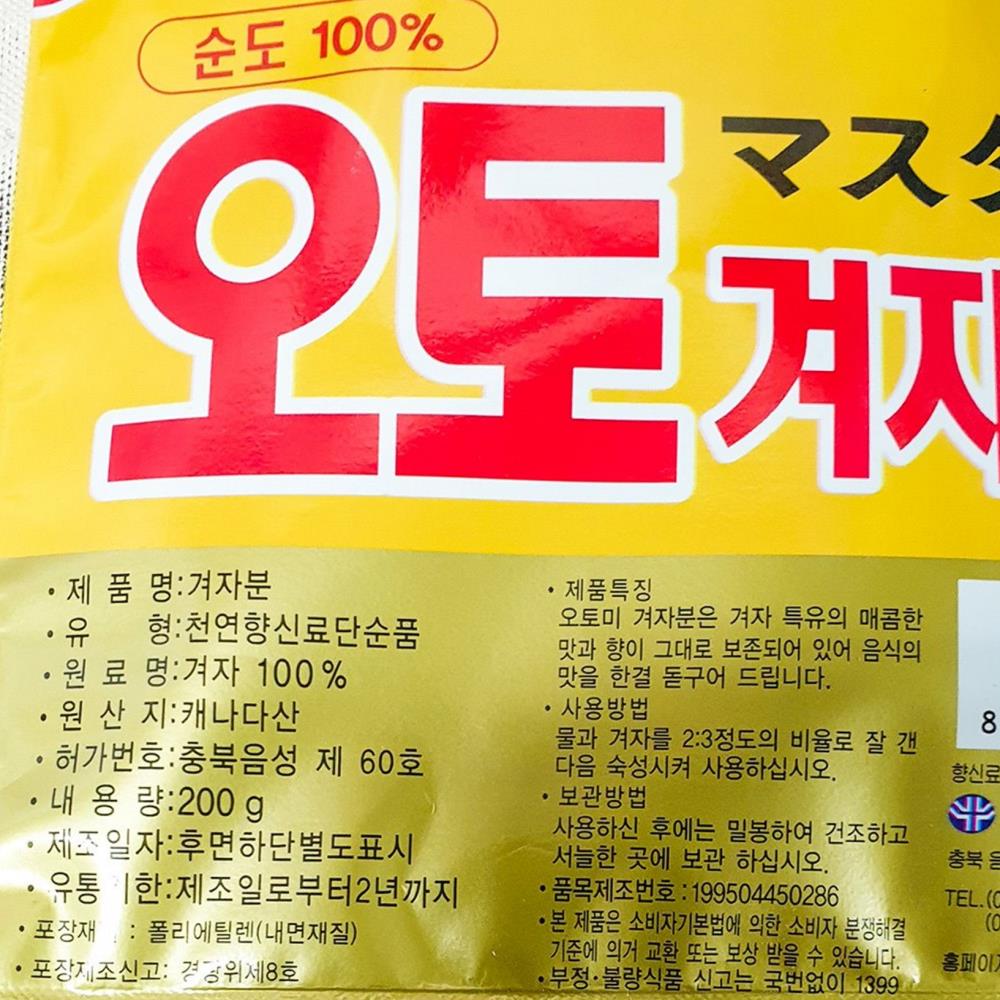 순도 100%
오토
マスタ
겨자
• 제 품 명:겨자분
• 유 형:천연향신료단순품
• 원 료 명:겨자 100%
• 원 산 지:캐나다산
• 허가번호:충북음성 제 60호
• 내 용 량:200 g
• 제조일자:후면하단별도표시
• 유통기한:제조일로부터2년까지
• 포장재 : 폴리에틸렌(내면재질)
• 포장재조신고: 위제8호
• 제품특징
오토미 겨자분은 겨자 특유의 매콤한
맛과 향이 그대로 보존되어 있어 음식의
맛을 한결 돋구어 드립니다.
• 사용방법
물과 겨자를 2:3정도의 비율로 잘 갠
다음 숙성시켜 사용하십시오.
• 보관방법
사용하신 후에는 밀봉하여 건조하고
서늘한 곳에 보관 하십시오.
• 품목제조번호:199504450286
• 본 제품은 소비자기본법에 의한 소비자 분쟁해결
기준에 의거 교환 또는 보상 받을 수 있습니다.
• 부정·불량식품 신고는 국번없이 1399
8
향신료
충북 음
TEL.(0
(0
홈페이지